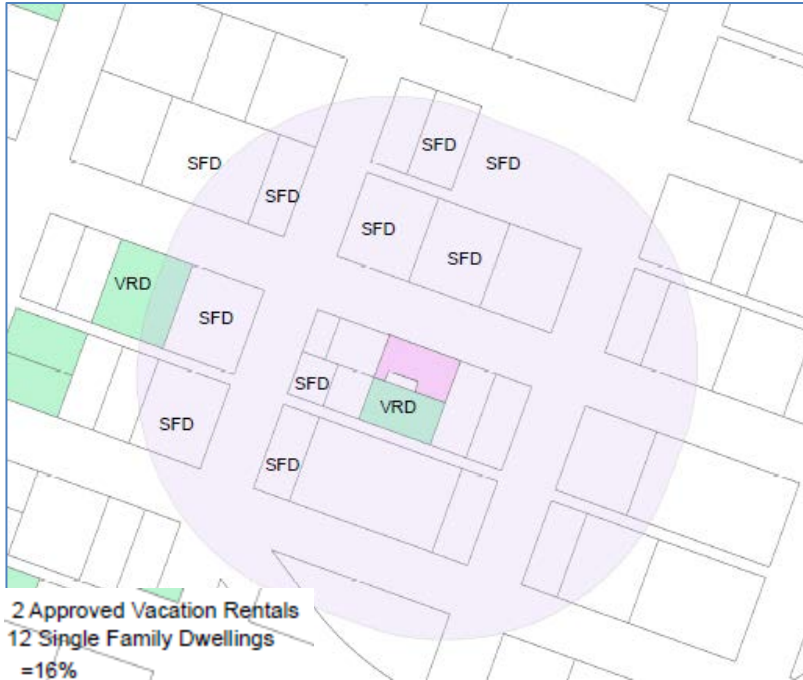 SFD
SFD
SFD
SFD
SFD
SFD
VRD
SFD
SFD
VRD
SFD
SFD
2 Approved Vacation Rentals
12 Single Family Dwellings
=16%